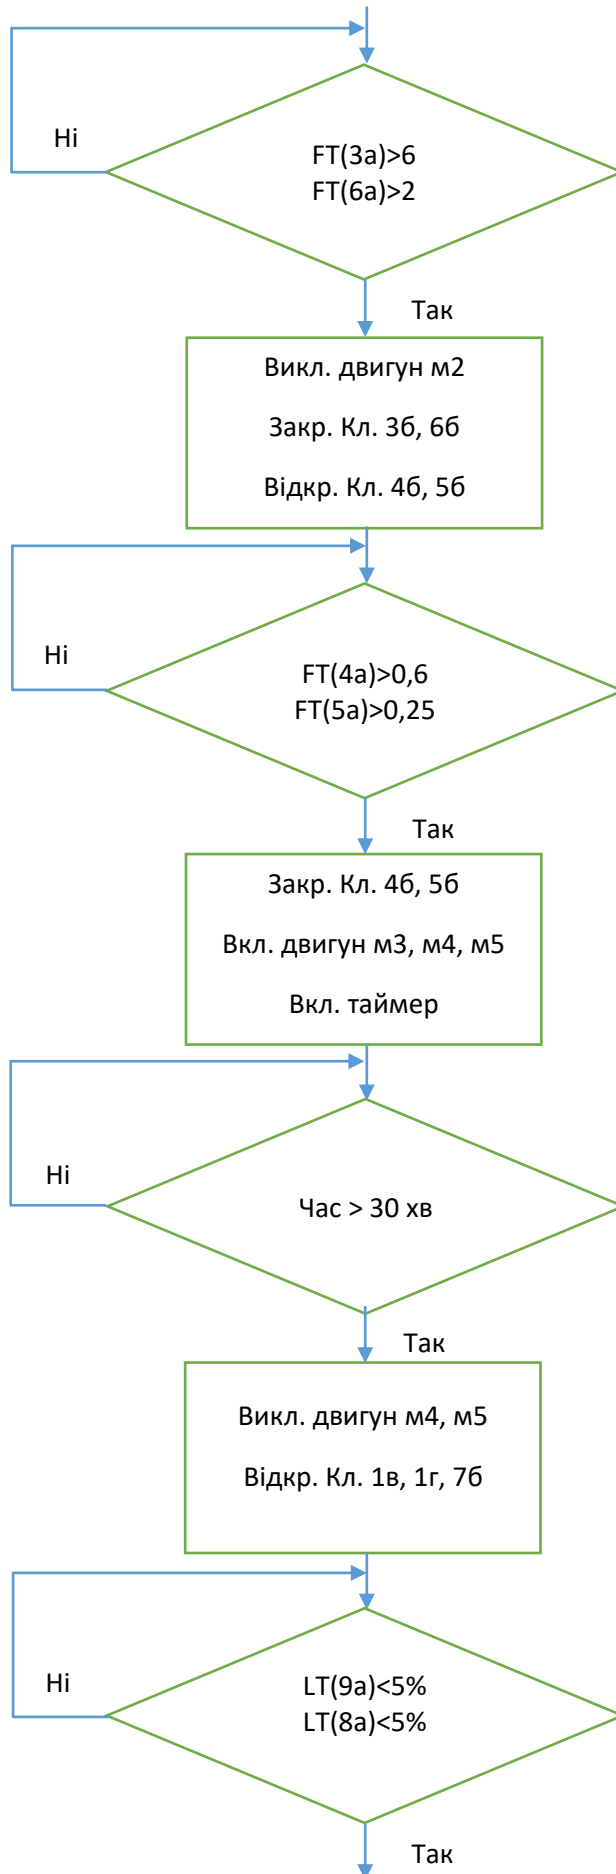 Ні
FT(3а)>6
FT(6а)>2
Так
Викл. двигун м2
Закр. Кл. 3б, 6б
Відкр. Кл. 4б, 5б
Ні
FT(4а)>0,6
FT(5а)>0,25
Так
Закр. Кл. 4б, 5б
Вкл. двигун м3, м4, м5
Вкл. таймер
Ні
Час > 30 хв
Так
Викл. двигун м4, м5
Відкр. Кл. 1в, 1г, 7б
Ні
LT(9а)<5%
LT(8а)<5%
Так